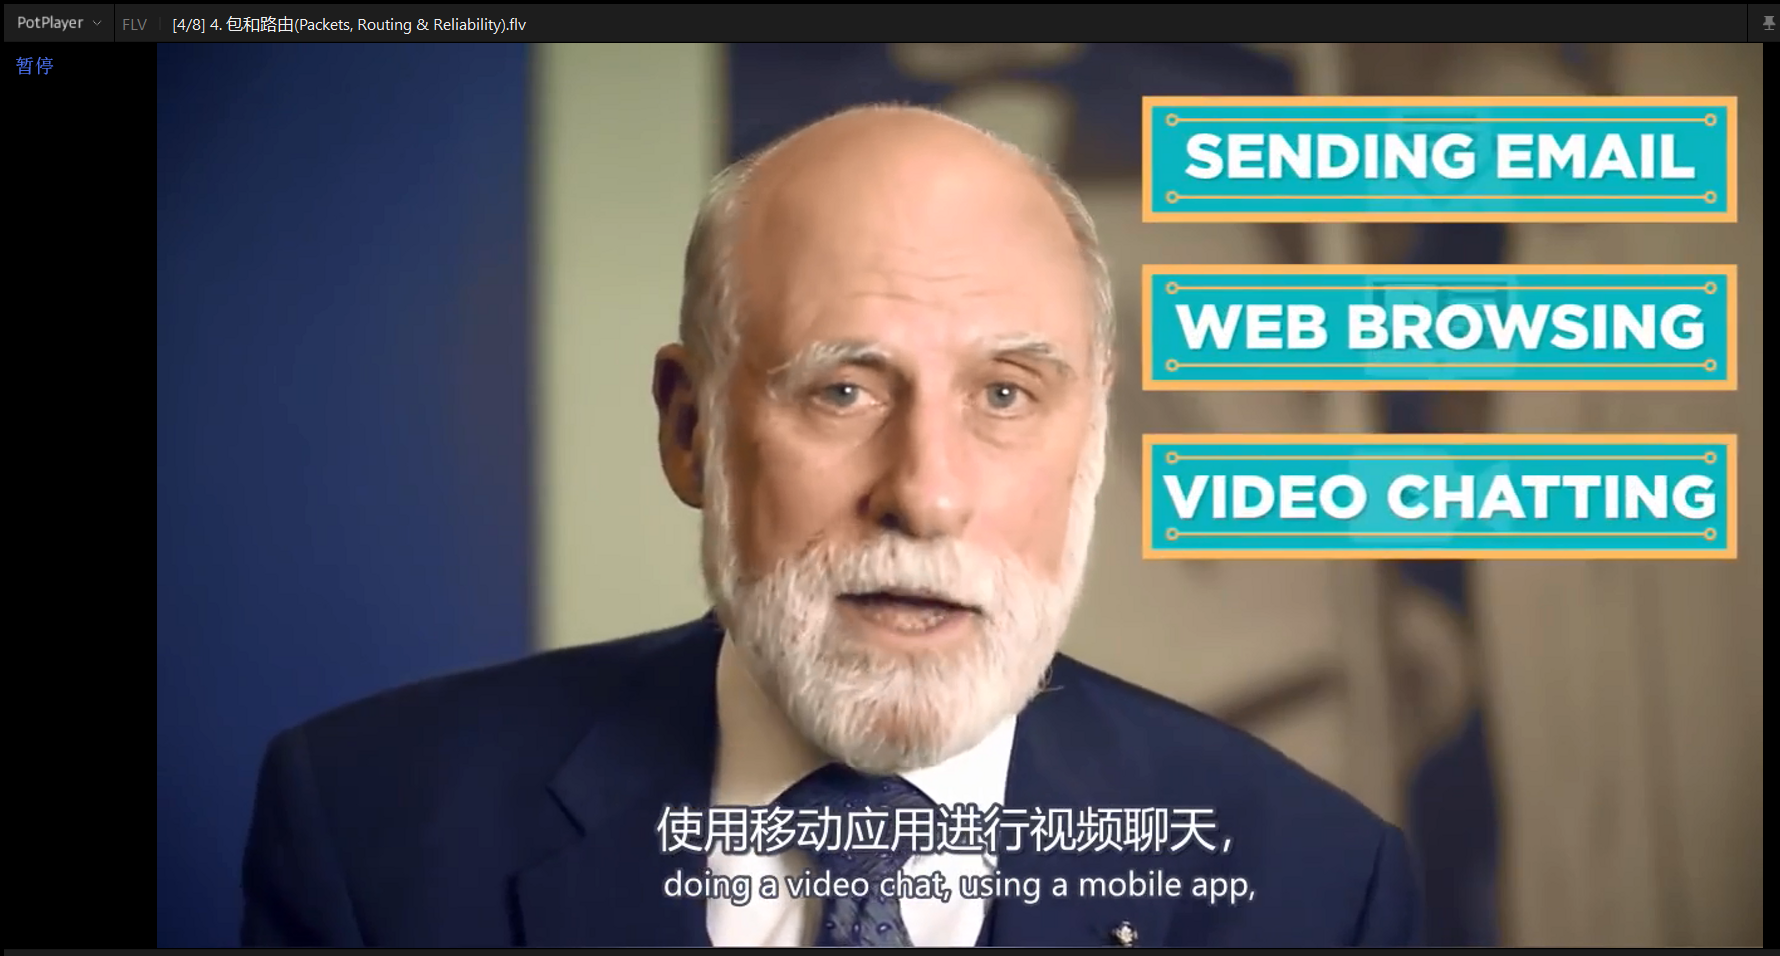 PotPlayer
FLV
[4/8] 4. 包和路由(Packets, Routing & Reliability).flv
暂停
SENDING EMAIL
WEB BROWSING
VIDEO CHATTING
使用移动应用进行视频聊天，
doing a video chat, using a mobile app,